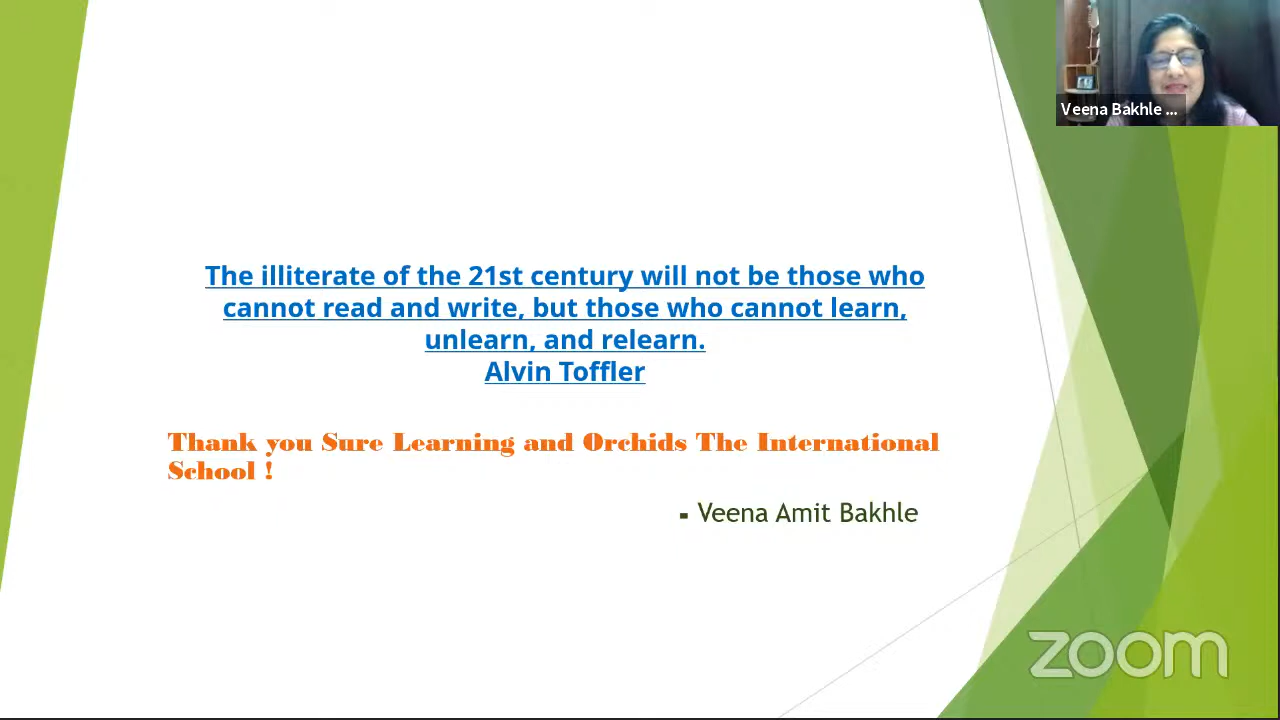 Veena Bakhle ...
The illiterate of the 21st century will not be those who
cannot read and write, but those who cannot learn,
unlearn, and relearn.
Alvin Toffler
Thank you Sure Learning and Orchids The International
School !
▪ Veena Amit Bakhle
zoom